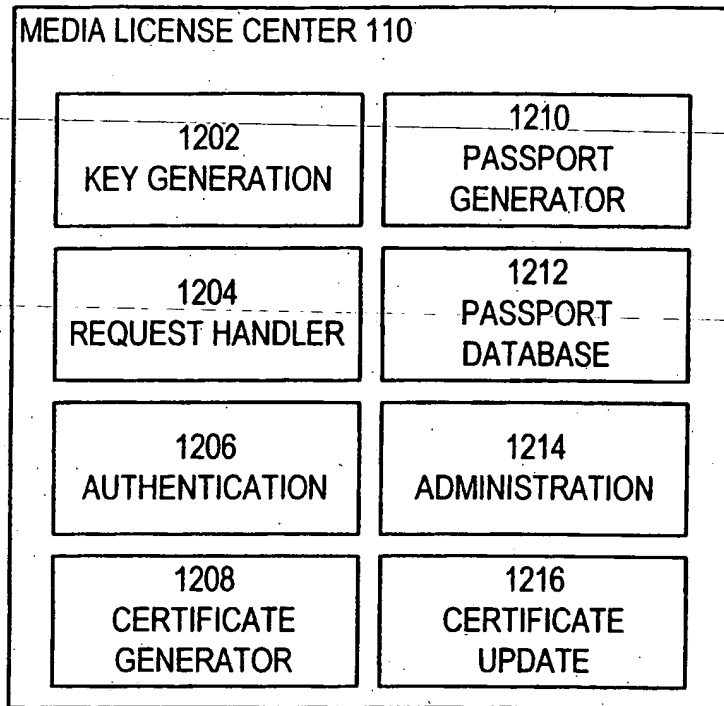 MEDIA LICENSE CENTER 110
1202
KEY GENERATION
1210
PASSPORT
GENERATOR
1204
REQUEST HANDLER
1212
PASSPORT
DATABASE
1206
AUTHENTICATION
1214
ADMINISTRATION
1208
CERTIFICATE
GENERATOR
1216
CERTIFICATE
UPDATE